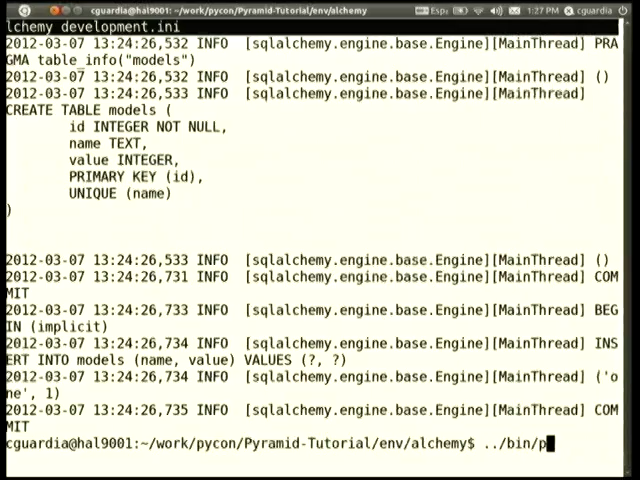 cguardia@hal9001: ~/work/pycon/Pyramid-Tutorial/env/alchemy
Esp
1:27 PM
cguardia
lchemy development.ini
2012-03-07 13:24:26,532 INFO  [sqlalchemy.engine.base.Engine][MainThread] PRA
GMA table_info("models")
2012-03-07 13:24:26,532 INFO  [sqlalchemy.engine.base.Engine][MainThread] ()
2012-03-07 13:24:26,533 INFO  [sqlalchemy.engine.base.Engine][MainThread]
CREATE TABLE models (
id INTEGER NOT NULL,
name TEXT,
value INTEGER,
PRIMARY KEY (id),
UNIQUE (name)
)
2012-03-07 13:24:26,533 INFO  [sqlalchemy.engine.base.Engine][MainThread] ()
2012-03-07 13:24:26,731 INFO  [sqlalchemy.engine.base.Engine][MainThread] COM
MIT
2012-03-07 13:24:26,733 INFO  [sqlalchemy.engine.base.Engine][MainThread] BEG
IN (implicit)
2012-03-07 13:24:26,734 INFO  [sqlalchemy.engine.base.Engine][MainThread] INS
ERT INTO models (name, value) VALUES (?, ?)
2012-03-07 13:24:26,734 INFO  [sqlalchemy.engine.base.Engine][MainThread] ('o
ne', 1)
2012-03-07 13:24:26,735 INFO  [sqlalchemy.engine.base.Engine][MainThread] COM
MIT
cguardia@hal9001:~/work/pycon/Pyramid-Tutorial/env/alchemy$ ../bin/p